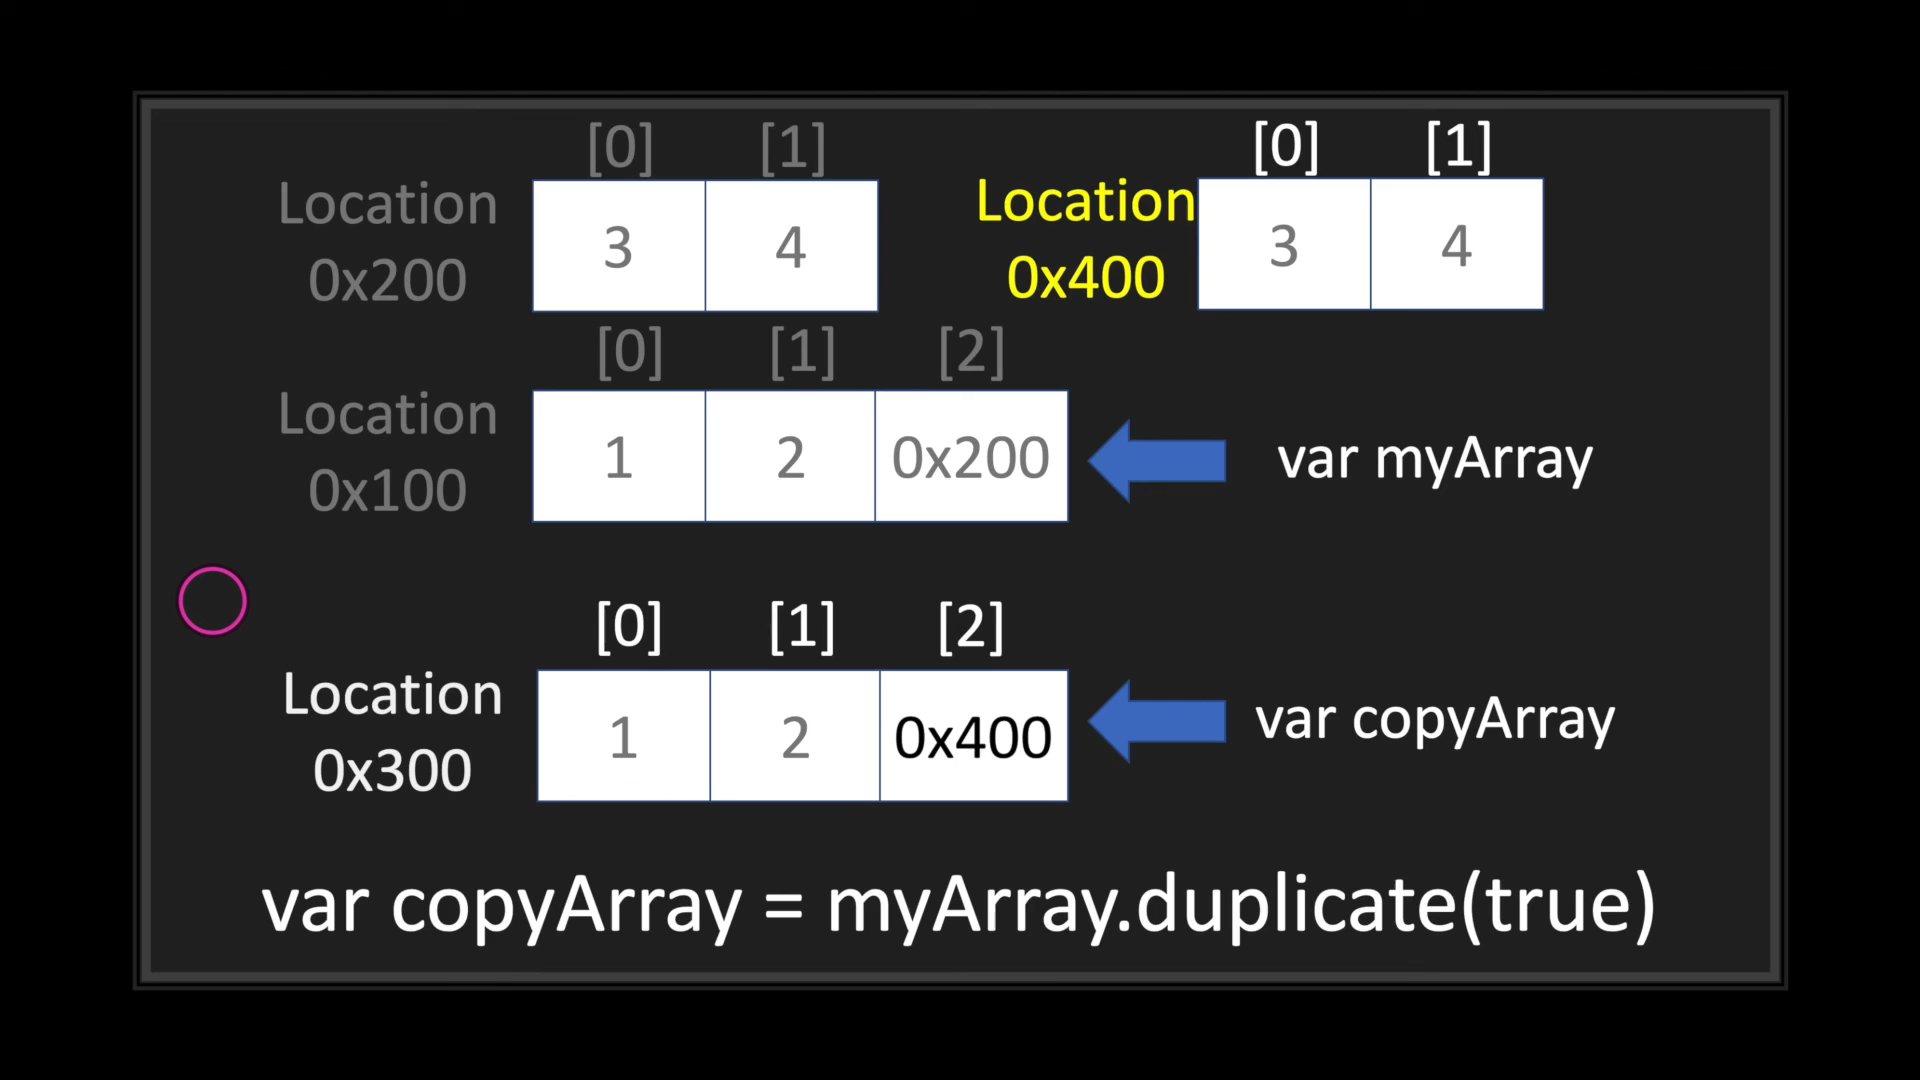 [0] [1]
Location
0x200
3 4
[0] [1]
Location
0x400
3 4
[0] [1] [2]
Location
0x100
1 2 0x200
var myArray
[0] [1] [2]
Location
0x300
1 2 0x400
var copyArray
var copyArray = myArray.duplicate(true)